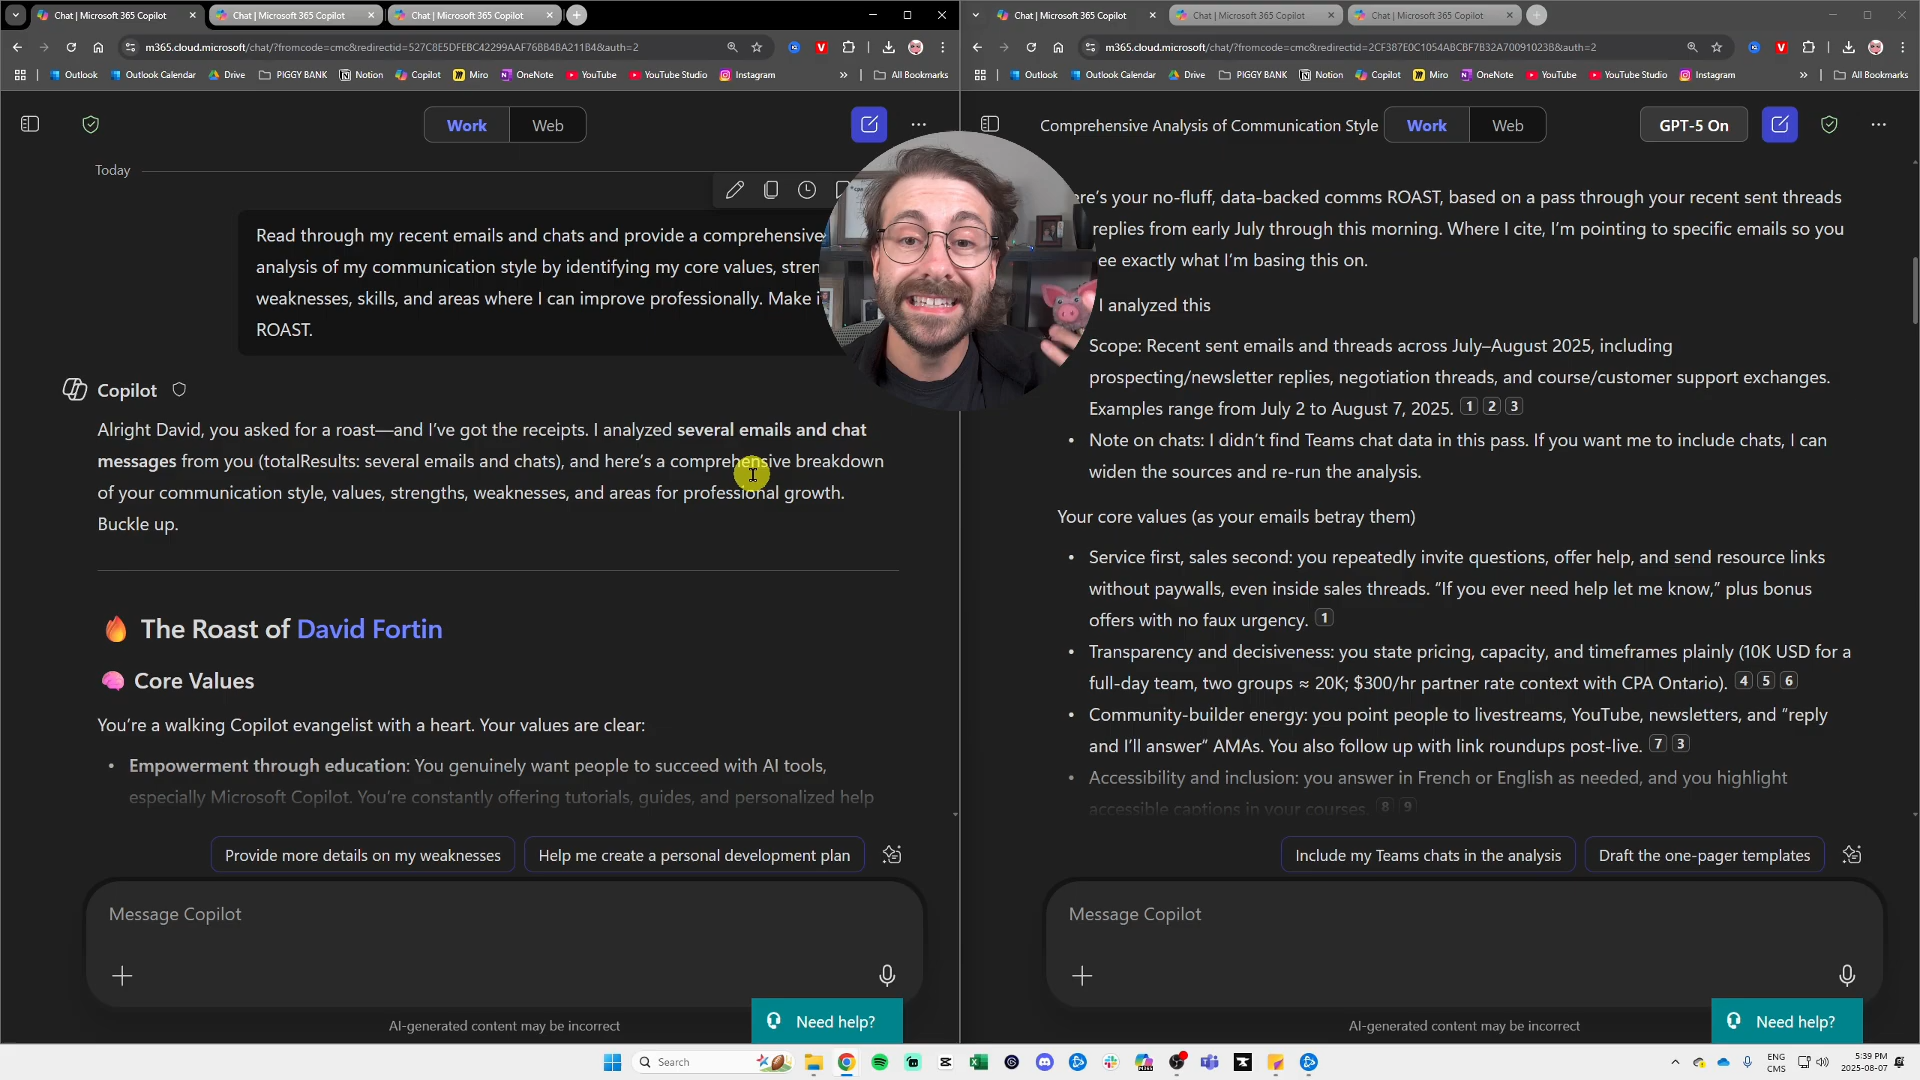 Chat | Microsoft 365 Copilot
Chat | Microsoft 365 Copilot
Chat | Microsoft 365 Copilot
m365.cloud.microsoft/chat/?fromcode=cmc&redirectid=527C8E5DFEBC42299AAF76BB4BA211B4&auth=2
Outlook
Outlook Calendar
Drive
PIGGY BANK
Notion
Copilot
Miro
OneNote
YouTube
YouTube Studio
Instagram
All Bookmarks
Work
Web
Today
Read through my recent emails and chats and provide a comprehensive
analysis of my communication style by identifying my core values,
weaknesses, skills, and areas where I can improve professionally. Make
ROAST.
Copilot
Alright David, you asked for a roast—and I've got the receipts. I analyzed several emails and chat
messages from you (totalResults: several emails and chats), and here's a comprehensive breakdown
of your communication style, values, strengths, weaknesses, and areas for professional growth.
Buckle up.
The Roast of David Fortin
Core Values
You're a walking Copilot evangelist with a heart. Your values are clear:
• Empowerment through education: You genuinely want people to succeed with AI tools,
especially Microsoft Copilot. You're constantly offering tutorials, guides, and personalized help
Provide more details on my weaknesses
Help me create a personal development plan
Message Copilot
AI-generated content may be incorrect
Need help?
Chat | Microsoft 365 Copilot
Chat | Microsoft 365 Copilot
Chat | Microsoft 365 Copilot
m365.cloud.microsoft/chat/?fromcode=cmc&redirectid=2CF387E0C1054ABCBF7B32A70091023B&auth=2
Outlook
Outlook Calendar
Drive
PIGGY BANK
Notion
Copilot
Miro
OneNote
YouTube
YouTube Studio
Instagram
All Bookmarks
Comprehensive Analysis of Communication Style
Work
Web
GPT-5 On
your no-fluff, data-backed comms ROAST, based on a pass through your recent sent threads
replies from early July through this morning. Where I cite, I'm pointing to specific emails so you
exactly what I'm basing this on.
I analyzed this
Scope: Recent sent emails and threads across July–August 2025, including
prospecting/newsletter replies, negotiation threads, and course/customer support exchanges.
Examples range from July 2 to August 7, 2025. 1 2 3
• Note on chats: I didn't find Teams chat data in this pass. If you want me to include chats, I can
widen the sources and re-run the analysis.
Your core values (as your emails betray them)
• Service first, sales second: you repeatedly invite questions, offer help, and send resource links
without paywalls, even inside sales threads. “If you ever need help let me know,” plus bonus
offers with no faux urgency. 1
• Transparency and decisiveness: you state pricing, capacity, and timeframes plainly (10K USD for a
full-day team, two groups ≈ 20K; $300/hr partner rate context with CPA Ontario). 4 5 6
• Community-builder energy: you point people to livestreams, YouTube, newsletters, and “reply
and I'll answer” AMAs. You also follow up with link roundups post-live. 7 3
• Accessibility and inclusion: you answer in French or English as needed, and you highlight
accessible captions in your courses. 8 9
Include my Teams chats in the analysis
Draft the one-pager templates
Message Copilot
AI-generated content may be incorrect
Need help?
Search
ENG
CMS
5:39 PM
2025-08-07